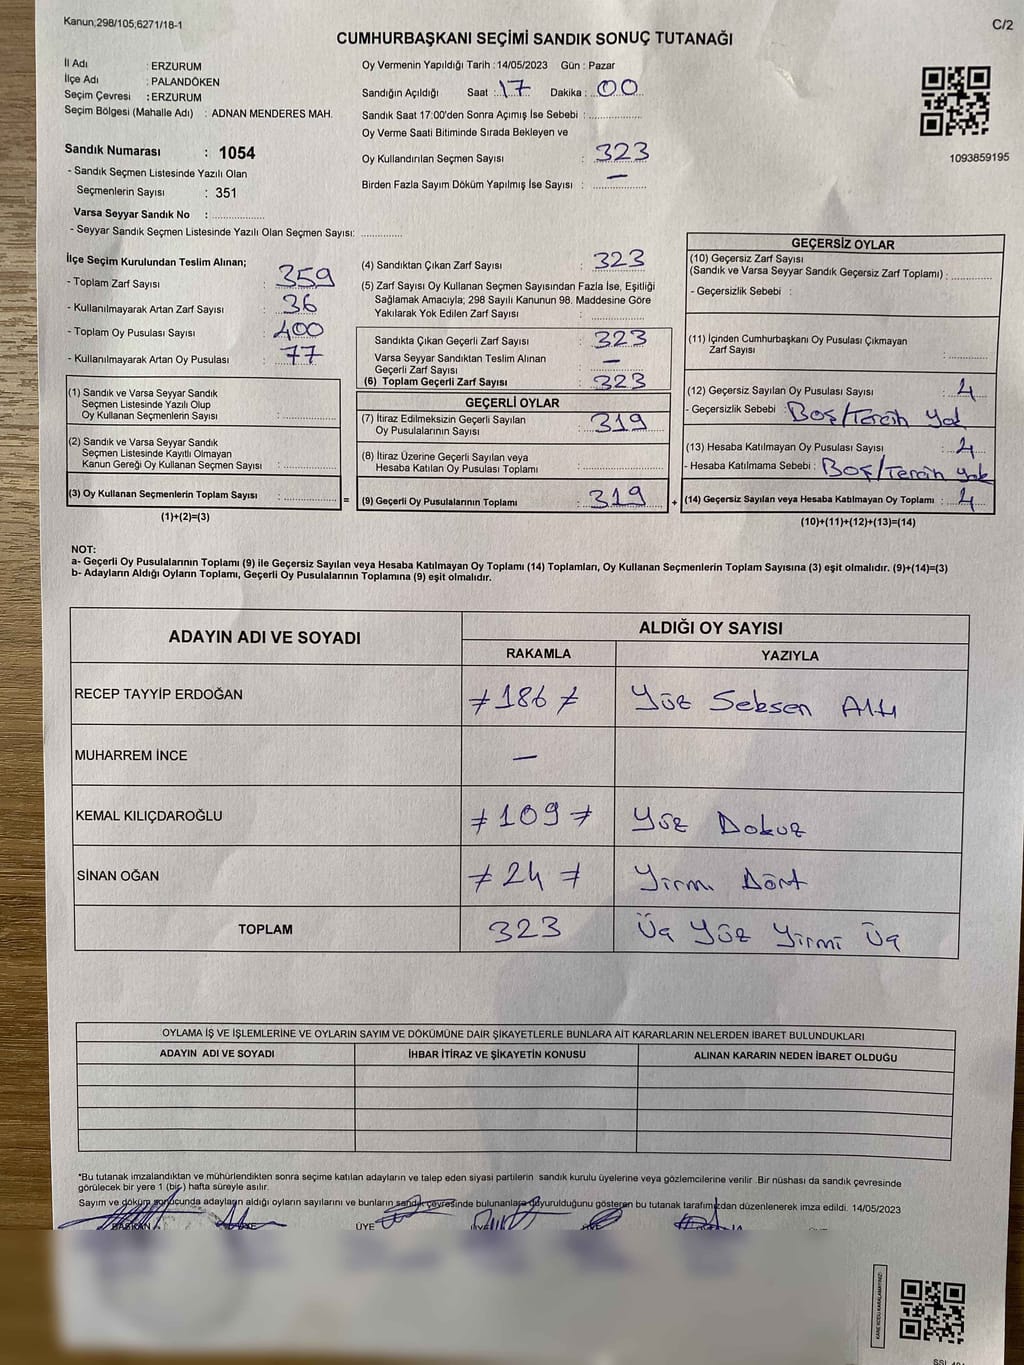 Kanun;298/105;6271/18-1
C/2
CUMHURBAŞKANI SEÇİMİ SANDIK SONUÇ TUTANAĞI
İl Adı : ERZURUM
İlçe Adı : PALANDÖKEN
Seçim Çevresi : ERZURUM
Seçim Bölgesi (Mahalle Adı) : ADNAN MENDERES MAH.
Sandık Numarası : 1054
- Sandık Seçmen Listesinde Yazılı Olan
Seçmenlerin Sayısı : 351
Varsa Seyyar Sandık No : ................
- Seyyar Sandık Seçmen Listesinde Yazılı Olan Seçmen Sayısı: .............
Oy Vermenin Yapıldığı Tarih : 14/05/2023 Gün : Pazar
Sandığın Açıldığı Saat : 17 Dakika : 00
Sandık Saat 17:00'den Sonra Açımış İse Sebebi : ................
Oy Verme Saati Bitiminde Sırada Bekleyen ve
Oy Kullandırılan Seçmen Sayısı : 323
Birden Fazla Sayım Döküm Yapılmış İse Sayısı : —
1093859195
İlçe Seçim Kurulundan Teslim Alınan;
- Toplam Zarf Sayısı : 359
- Kullanılmayarak Artan Zarf Sayısı : 36
- Toplam Oy Pusulası Sayısı : 400
- Kullanılmayarak Artan Oy Pusulası : 77
(1) Sandık ve Varsa Seyyar Sandık
Seçmen Listesinde Yazılı Olup
Oy Kullanan Seçmenlerin Sayısı : ................
(2) Sandık ve Varsa Seyyar Sandık
Seçmen Listesinde Kayıtlı Olmayan
Kanun Gereği Oy Kullanan Seçmen Sayısı : ................
(3) Oy Kullanan Seçmenlerin Toplam Sayısı : ................ =
(1)+(2)=(3)
(4) Sandıktan Çıkan Zarf Sayısı : 323
(5) Zarf Sayısı Oy Kullanan Seçmen Sayısından Fazla İse, Eşitliği
Sağlamak Amacıyla; 298 Sayılı Kanunun 98. Maddesine Göre
Yakılarak Yok Edilen Zarf Sayısı : ................
Sandıkta Çıkan Geçerli Zarf Sayısı : 323
Varsa Seyyar Sandıktan Teslim Alınan
Geçerli Zarf Sayısı : —
(6) Toplam Geçerli Zarf Sayısı : 323
GEÇERLİ OYLAR
(7) İtiraz Edilmeksizin Geçerli Sayılan
Oy Pusulalarının Sayısı : 319
(8) İtiraz Üzerine Geçerli Sayılan veya
Hesaba Katılan Oy Pusulası Toplamı : ................
(9) Geçerli Oy Pusulalarının Toplamı : 319 +
GEÇERSİZ OYLAR
(10) Geçersiz Zarf Sayısı
(Sandık ve Varsa Seyyar Sandık Geçersiz Zarf Toplamı) : ................
- Geçersizlik Sebebi :
(11) İçinden Cumhurbaşkanı Oy Pusulası Çıkmayan
Zarf Sayısı : ................
(12) Geçersiz Sayılan Oy Pusulası Sayısı : 4
- Geçersizlik Sebebi : Boş/Tercih Yok
(13) Hesaba Katılmayan Oy Pusulası Sayısı : 4
- Hesaba Katılmama Sebebi : Boş/Tercih Yok
(14) Geçersiz Sayılan veya Hesaba Katılmayan Oy Toplamı : 4
(10)+(11)+(12)+(13)=(14)
NOT:
a- Geçerli Oy Pusulalarının Toplamı (9) ile Geçersiz Sayılan veya Hesaba Katılmayan Oy Toplamı (14) Toplamları, Oy Kullanan Seçmenlerin Toplam Sayısına (3) eşit olmalıdır. (9)+(14)=(3)
b- Adayların Aldığı Oyların Toplamı, Geçerli Oy Pusulalarının Toplamına (9) eşit olmalıdır.
ADAYIN ADI VE SOYADI
ALDIĞI OY SAYISI
RAKAMLA YAZIYLA
RECEP TAYYİP ERDOĞAN ≠ 186 ≠ Yüz Seksen Altı
MUHARREM İNCE —
KEMAL KILIÇDAROĞLU ≠ 109 ≠ Yüz Dokuz
SİNAN OĞAN ≠ 24 ≠ Yirmi Dört
TOPLAM 323 Üç Yüz Yirmi Üç
OYLAMA İŞ VE İŞLEMLERİNE VE OYLARIN SAYIM VE DÖKÜMÜNE DAİR ŞİKAYETLERLE BUNLARA AİT KARARLARIN NELERDEN İBARET BULUNDUKLARI
ADAYIN ADI VE SOYADI İHBAR İTİRAZ VE ŞİKAYETİN KONUSU ALINAN KARARIN NEDEN İBARET OLDUĞU
*Bu tutanak imzalandıktan ve mühürlendikten sonra seçime katılan adayların ve talep eden siyasi partilerin sandık kurulu üyelerine veya gözlemcilerine verilir. Bir nüshası da sandık çevresinde
görülecek bir yere 1 (bir) hafta süreyle asılır.
Sayım ve döküm sonucunda adayların aldığı oyların sayılarını ve bunların sandık çevresinde bulunanlara duyurulduğunu gösteren bu tutanak tarafımızdan düzenlenerek imza edildi. 14/05/2023
BAŞKAN ÜYE ÜYE